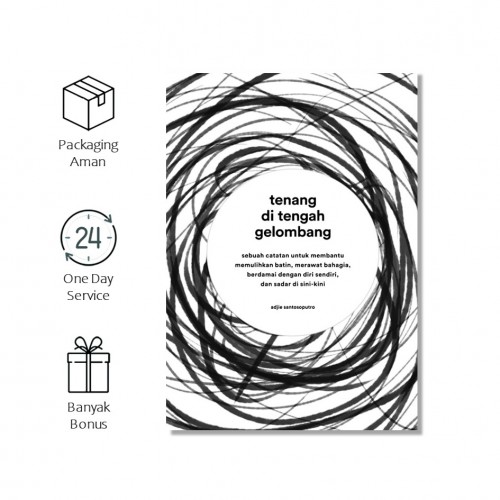 Packaging
Aman
24
One Day
Service
Banyak
Bonus
tenang
di tengah
gelombang
sebuah catatan untuk membantu
memulihkan batin, merawat bahagia,
berdamai dengan diri sendiri,
dan sadar di sini-kini
adjie santosoputro